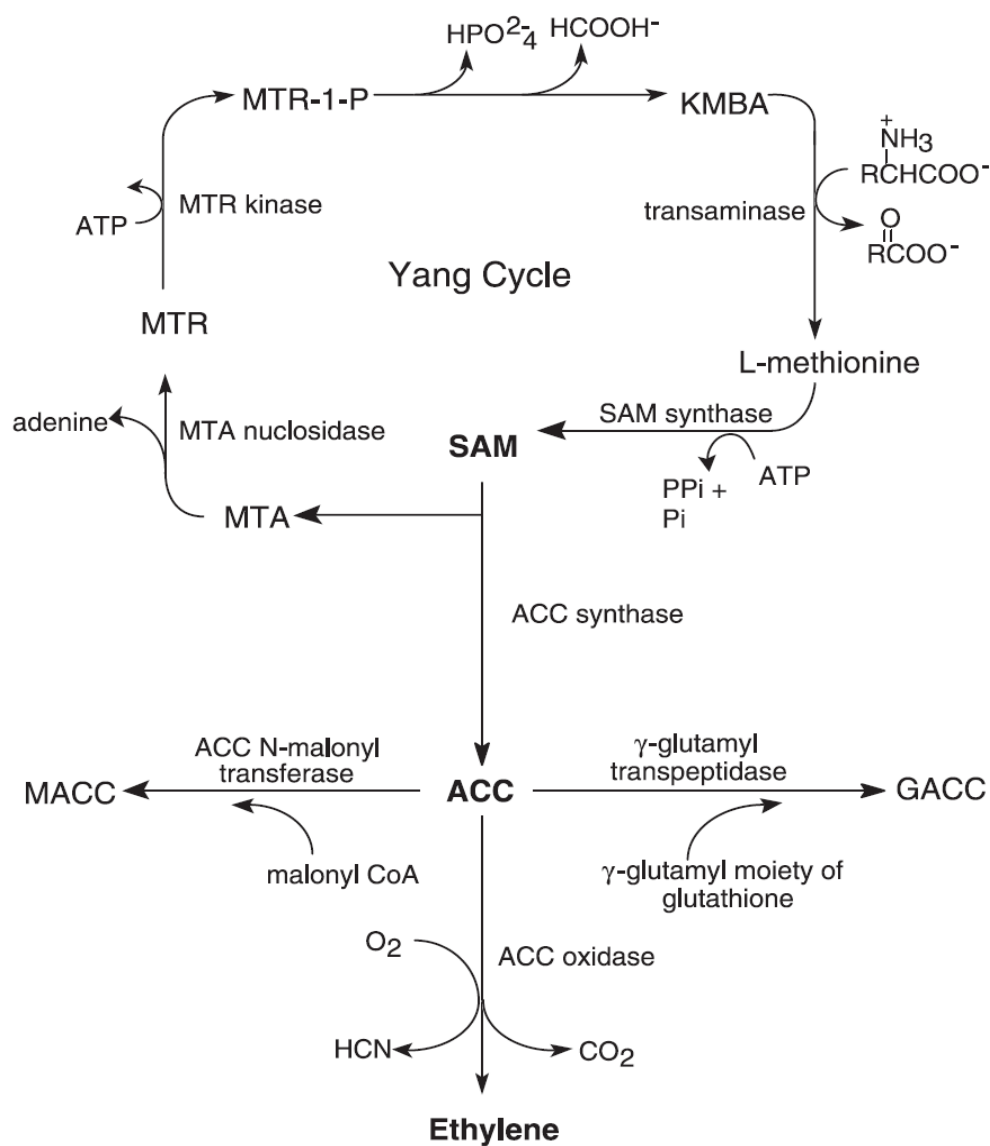 HPO2-4
HCOOH-
MTR-1-P
KMBA
+
NH3
RCHCOO-
MTR kinase
ATP
transaminase
O
RCOO-
Yang Cycle
MTR
L-methionine
adenine
MTA nuclosidase
SAM synthase
SAM
ATP
PPi +
Pi
MTA
ACC synthase
ACC N-malonyl
transferase
γ-glutamyl
transpeptidase
MACC
ACC
GACC
malonyl CoA
γ-glutamyl moiety of
glutathione
O2
ACC oxidase
HCN
CO2
Ethylene